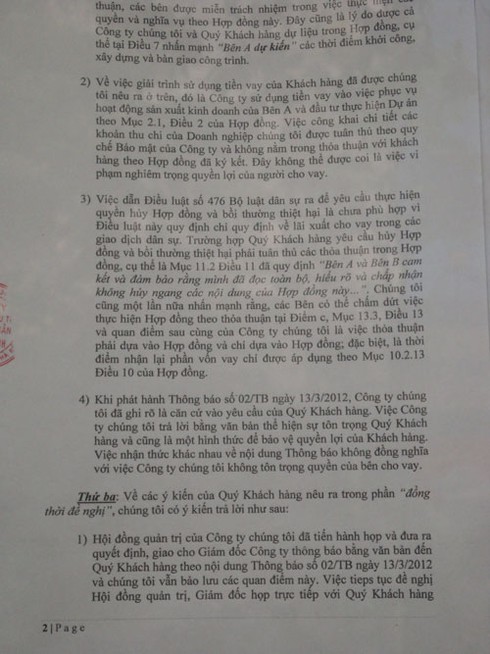 thuận, các bên được miễn trách nhiệm trong việc thực hiện các
quyền và nghĩa vụ theo Hợp đồng này. Đây cũng là lý do được cả
Công ty chúng tôi và Quý Khách hàng dự liệu trong Hợp đồng, cụ
thể tại Điều 7 nhấn mạnh "Bên A dự kiến" các thời điểm khởi công,
xây dựng và bàn giao công trình.
2) Về việc giải trình sử dụng tiền vay của Khách hàng đã được chúng
tôi nêu ra ở trên, đó là Công ty sử dụng tiền vay vào việc phục vụ
hoạt động sản xuất kinh doanh của Bên A và đầu tư thực hiện Dự án
theo Mục 2.1, Điều 2 của Hợp đồng. Việc công khai chi tiết các
khoản thu chi của Doanh nghiệp chúng tôi được tuân thủ theo quy
chế Bảo mật của Công ty và không nằm trong thỏa thuận với khách
hàng theo Hợp đồng đã ký kết. Đây không thể được coi là việc vi
phạm nghiêm trọng quyền lợi của người cho vay.
3) Việc dẫn Điều luật số 476 Bộ luật dân sự ra để yêu cầu thực hiện
quyền hủy Hợp đồng và bồi thường thiệt hại là chưa phù hợp vì
Điều luật này quy định chỉ quy định về lãi xuất cho vay trong các
giao dịch dân sự. Trường hợp Quý Khách hàng yêu cầu hủy Hợp
đồng và bồi thường thiệt hại phải tuân thủ các thỏa thuận trong Hợp
đồng, cụ thể là Mục 11.2 Điều 11 đã quy định "Bên A và Bên B cam
kết và đảm bảo rằng mình đã đọc toàn bộ, hiểu rõ và chấp nhận
không hủy ngang các nội dung của Hợp đồng này...", Chúng tôi
cũng một lần nữa nhấn mạnh rằng, các Bên có thể chấm dứt việc
thực hiện Hợp đồng theo thỏa thuận tại Điểm c, Mục 13.3, Điều 13
và quan điểm sau cùng của Công ty chúng tôi là việc thỏa thuận
phải dựa vào Hợp đồng và chỉ dựa vào Hợp đồng; đặc biệt, là thời
điểm nhận lại phần vốn vay chỉ được áp dụng theo Mục 10.2.13
Điều 10 của Hợp đồng.
4) Khi phát hành Thông báo số 02/TB ngày 13/3/2012, Công ty chúng
tôi đã ghi rõ là căn cứ vào yêu cầu của Quý Khách hàng. Việc Công
ty chúng tôi trả lời bằng văn bản thể hiện sự tôn trọng Quý Khách
hàng và cũng là một hình thức để bảo vệ quyền lợi của Khách hàng.
Việc nhận thức khác nhau về nội dung Thông báo không đồng nghĩa
với việc Công ty chúng tôi không tôn trọng quyền của bên cho vay.
Thứ ba: Về các ý kiến của Quý Khách hàng nêu ra trong phần "đồng
thời đề nghị", chúng tôi có ý kiến trả lời như sau:
1) Hội đồng quản trị của Công ty chúng tôi đã tiến hành họp và đưa ra
quyết định, giao cho Giám đốc Công ty thông báo bằng văn bản đến
Quý Khách hàng theo nội dung Thông báo số 02/TB ngày 13/3/2012
và chúng tôi vẫn bảo lưu các quan điểm này. Việc tieps tục đề nghị
Hội đồng quản trị, Giám đốc họp trực tiếp với Quý Khách hàng
2 | Page